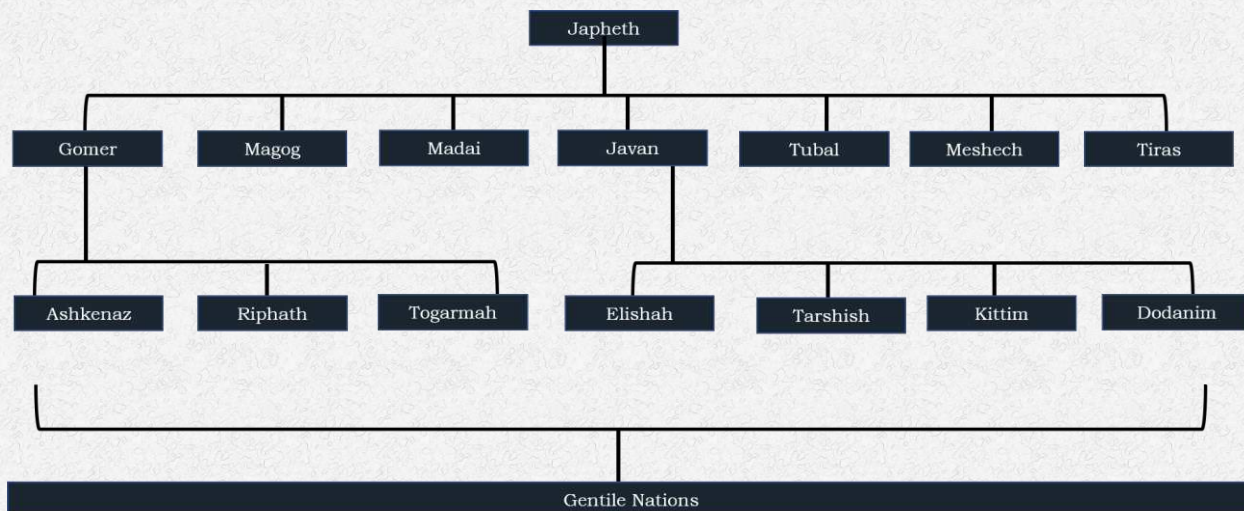 Japheth
Gomer Magog Madai Javan Tubal Meshech Tiras
Ashkenaz Riphath Togarmah Elishah Tarshish Kittim Dodanim
Gentile Nations